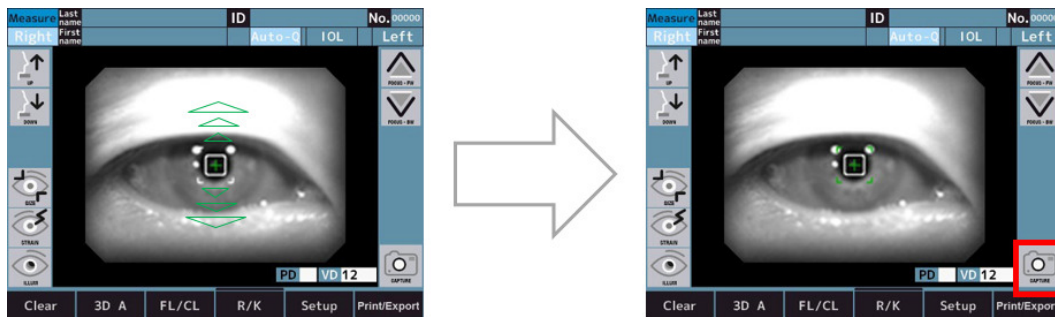 Measure Last name ID No. 00000
Right First name Auto-Q IOL Left
UP
FOCUS - FW
DOWN
FOCUS - BW
SIZE
STRAIN
ILLUM
CAPTURE
PD VD 12
Clear 3D A FL/CL R/K Setup Print/Export
Measure Last name ID No. 00000
Right First name Auto-Q IOL Left
UP
FOCUS - FW
DOWN
FOCUS - BW
SIZE
STRAIN
ILLUM
CAPTURE
PD VD 12
Clear 3D A FL/CL R/K Setup Print/Export